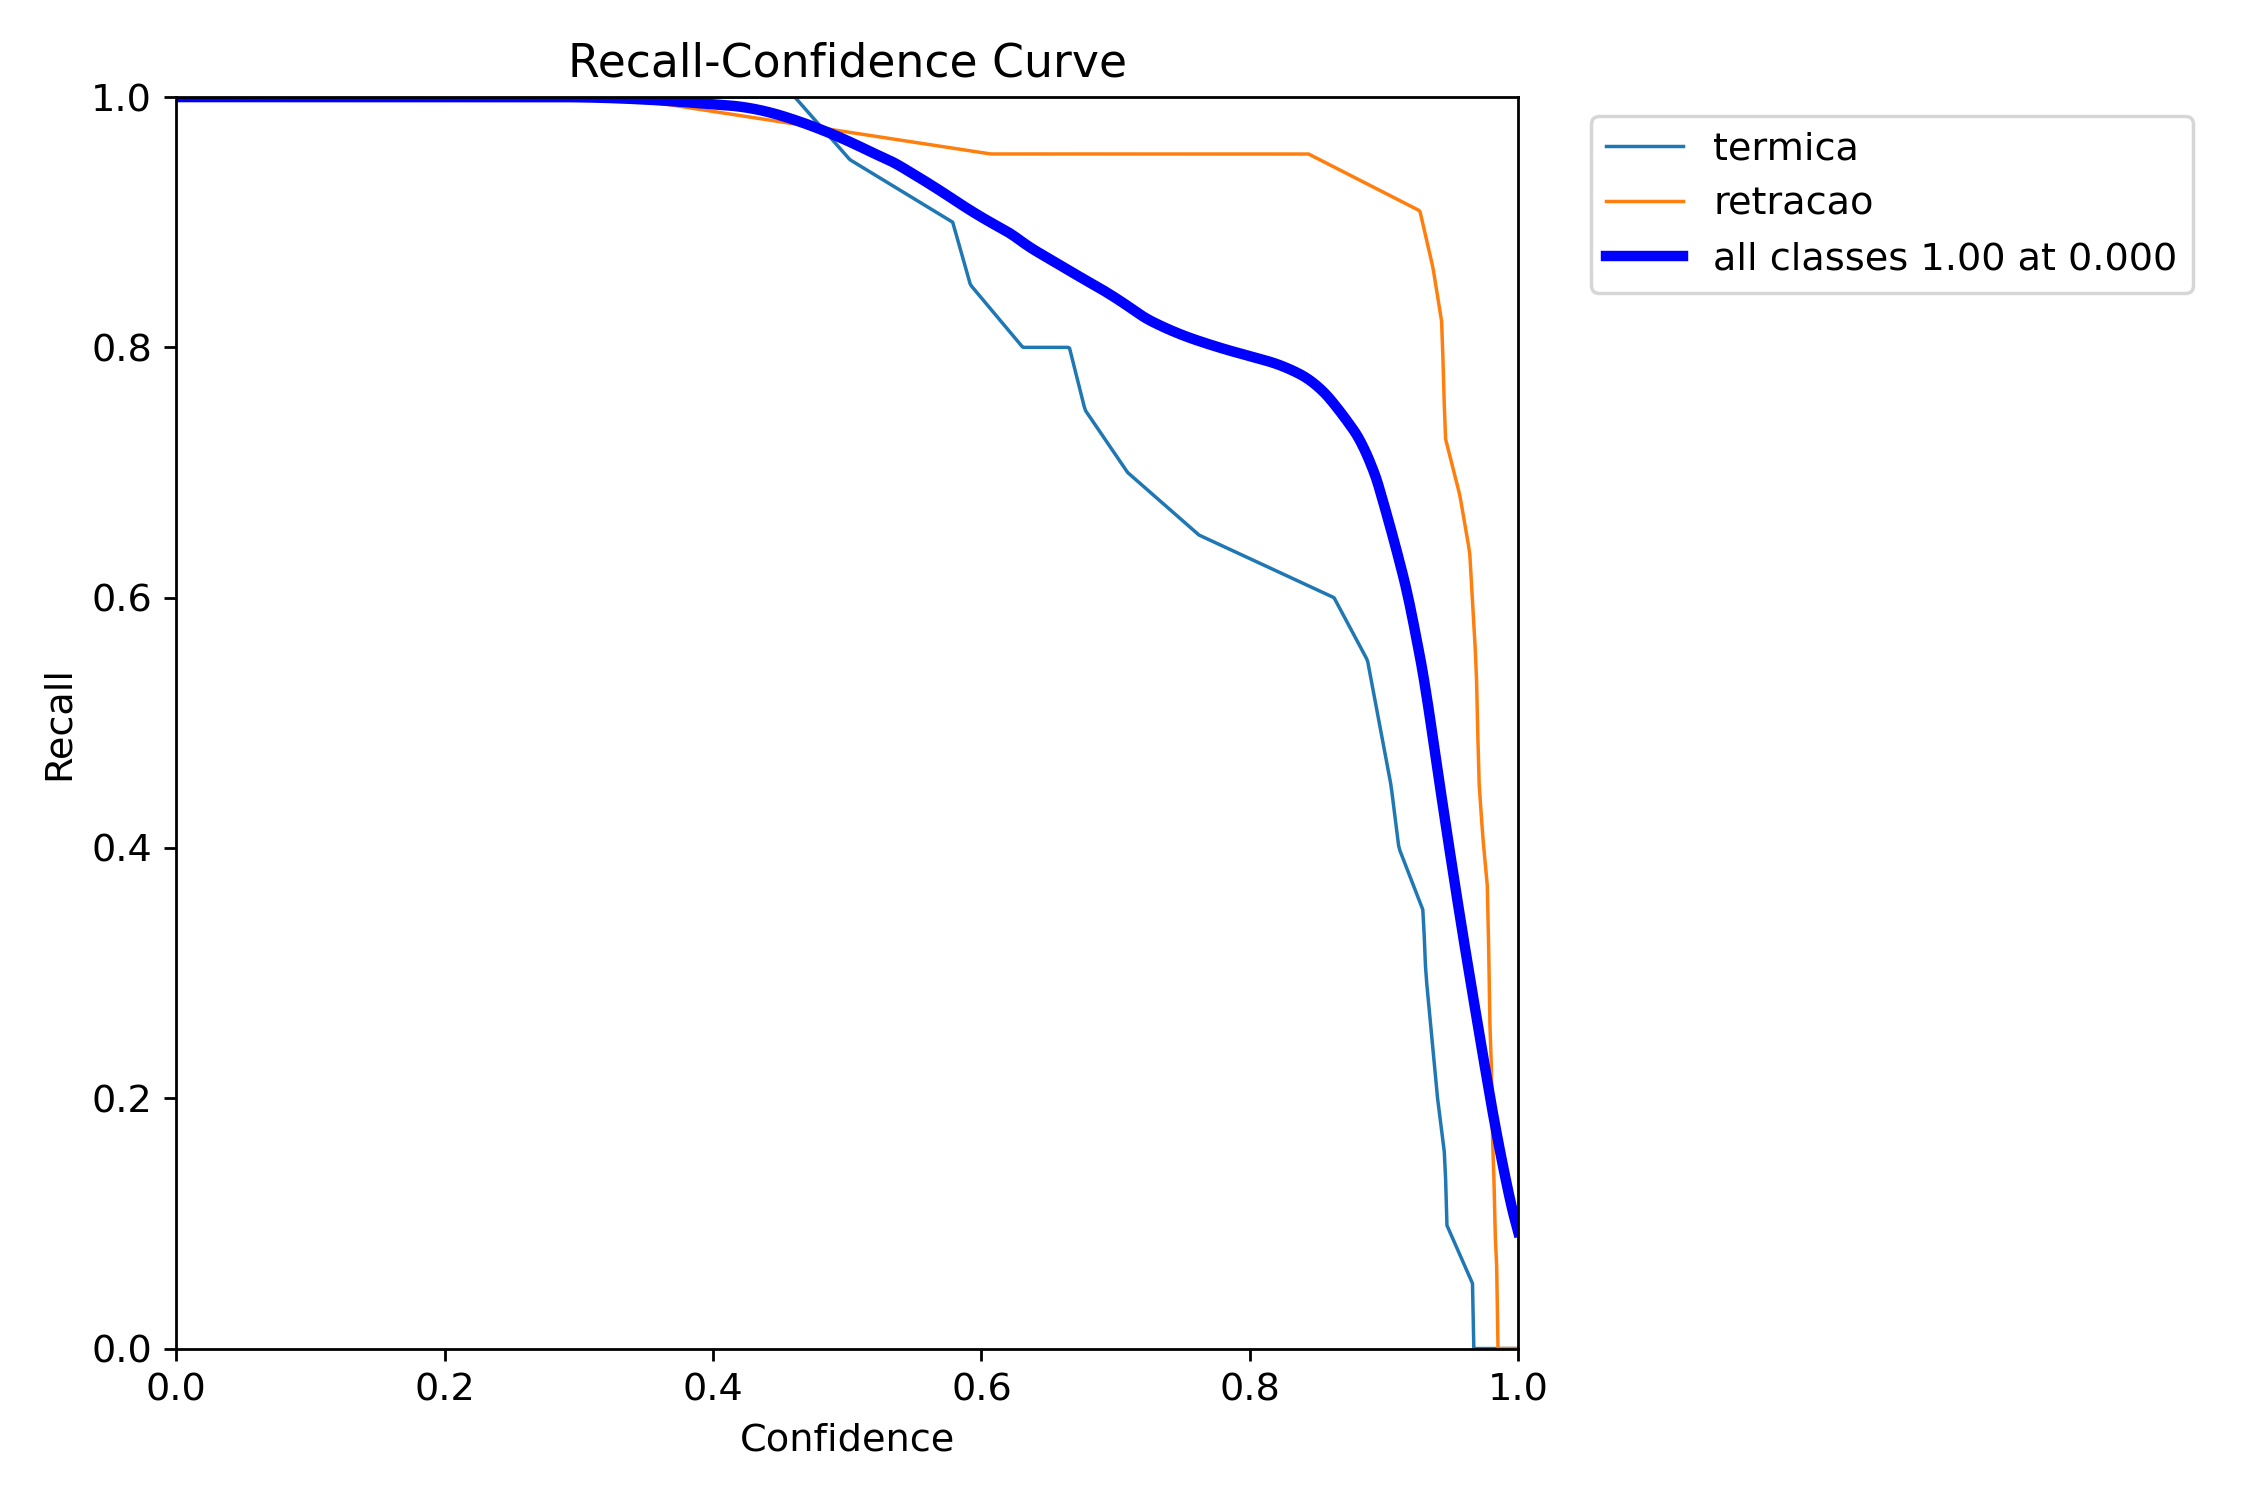 Recall-Confidence Curve
termica
retracao
all classes 1.00 at 0.000
Recall
1.0
0.8
0.6
0.4
0.2
0.0
0.0 0.2 0.4 0.6 0.8 1.0
Confidence